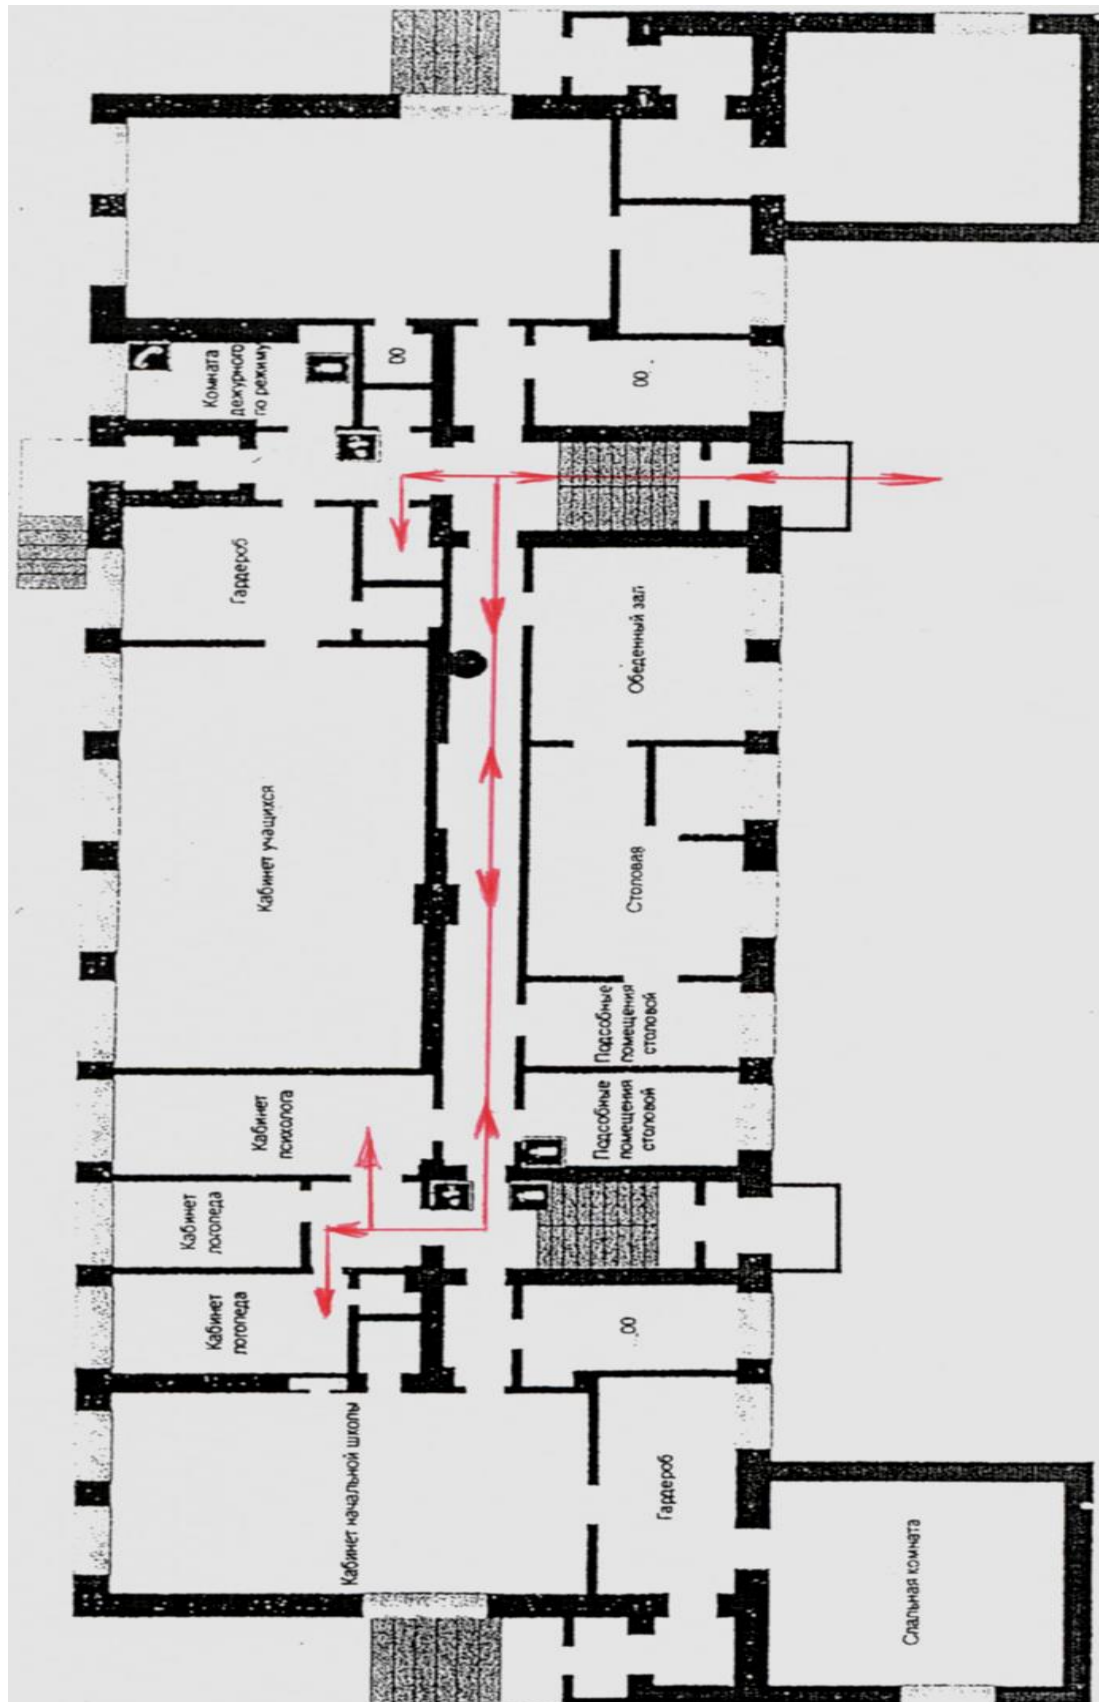 Кабинет начальной школы
Кабинет
логопеда
Кабинет
логопеда
Кабинет
психолога
Кабинет учащихся
Гардероб
Комната
дежурного
по режиму
00
Спальная комната
Гардероб
00
Подсобные
помещения
столовой
Подсобные
помещения
столовой
Столовая
Обеденный зал
00